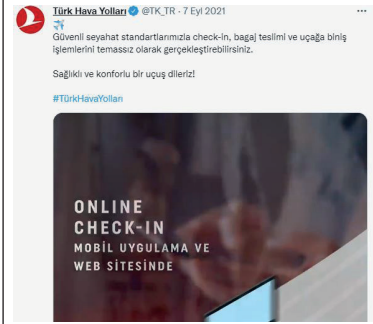 Türk Hava Yolları @TK_TR · 7 Eyl 2021
Güvenli seyahat standartlarımızla check-in, bagaj teslimi ve uçağa biniş
işlemlerini temassız olarak gerçekleştirebilirsiniz.
Sağlıklı ve konforlu bir uçuş dileriz!
#TürkHavaYolları
ONLINE
CHECK-IN
MOBİL UYGULAMA VE
WEB SİTESİNDE